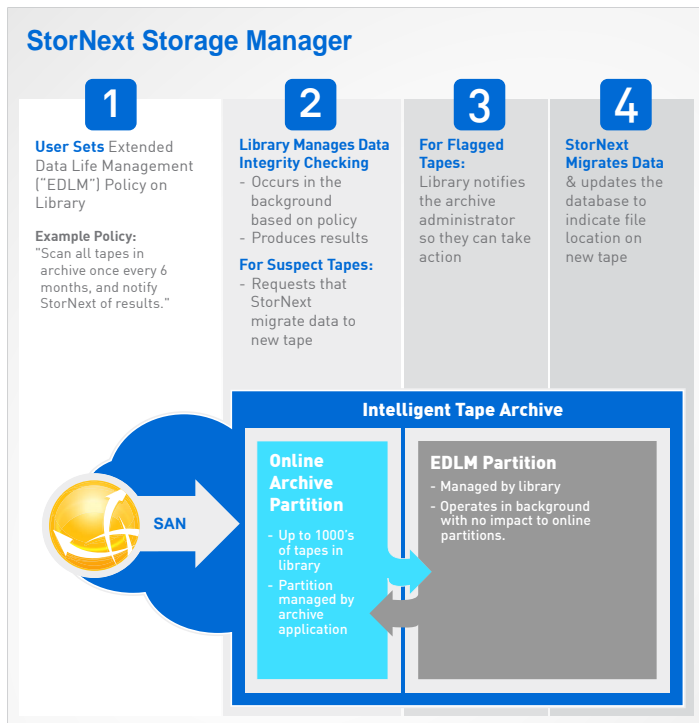 StorNext Storage Manager
1
User Sets Extended
Data Life Management
("EDLM") Policy on
Library
Example Policy:
"Scan all tapes in
archive once every 6
months, and notify
StorNext of results."
2
Library Manages Data
Integrity Checking
- Occurs in the
background
based on policy
- Produces results
For Suspect Tapes:
- Requests that
StorNext
migrate data to
new tape
3
For Flagged
Tapes:
Library notifies
the archive
administrator
so they can take
action
4
StorNext
Migrates Data
& updates the
database to
indicate file
location on
new tape
Intelligent Tape Archive
SAN
Online
Archive
Partition
- Up to 1000's
of tapes in
library
- Partition
managed by
archive
application
EDLM Partition
- Managed by library
- Operates in background
with no impact to online
partitions.